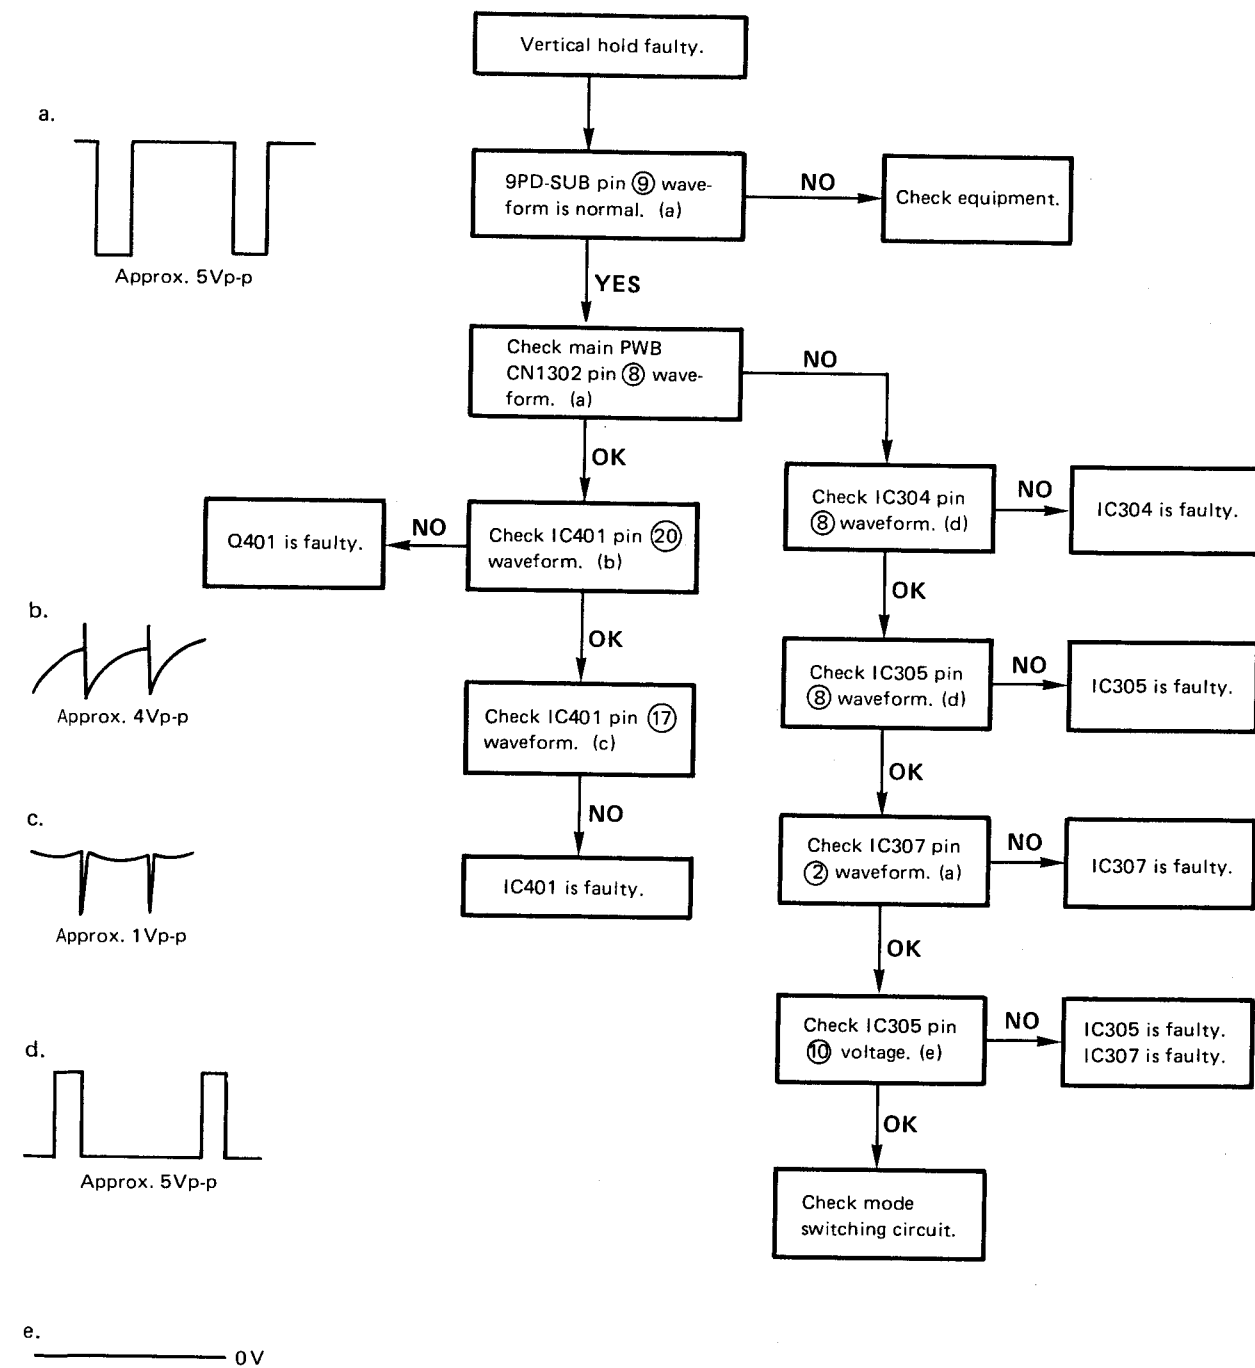 Vertical hold faulty.
a.
Approx. 5Vp-p
9PD-SUB pin ⑨ wave-
form is normal. (a)
NO
Check equipment.
YES
Check main PWB
CN1302 pin ⑧ wave-
form. (a)
NO
OK
Check IC304 pin
⑧ waveform. (d)
NO
IC304 is faulty.
Q401 is faulty.
NO
Check IC401 pin ⑳
waveform. (b)
OK
OK
b.
Approx. 4Vp-p
Check IC305 pin
⑧ waveform. (d)
NO
IC305 is faulty.
Check IC401 pin ⑰
waveform. (c)
OK
NO
c.
Approx. 1Vp-p
IC401 is faulty.
Check IC307 pin
② waveform. (a)
NO
IC307 is faulty.
OK
Check IC305 pin
⑩ voltage. (e)
NO
IC305 is faulty.
IC307 is faulty.
d.
Approx. 5Vp-p
OK
Check mode
switching circuit.
e.
0V